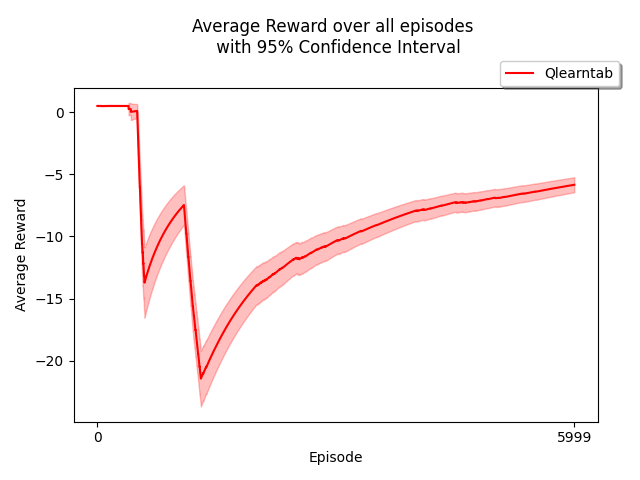 Average Reward over all episodes
with 95% Confidence Interval
Qlearntab
0
−5
−10
−15
−20
Average Reward
0
5999
Episode